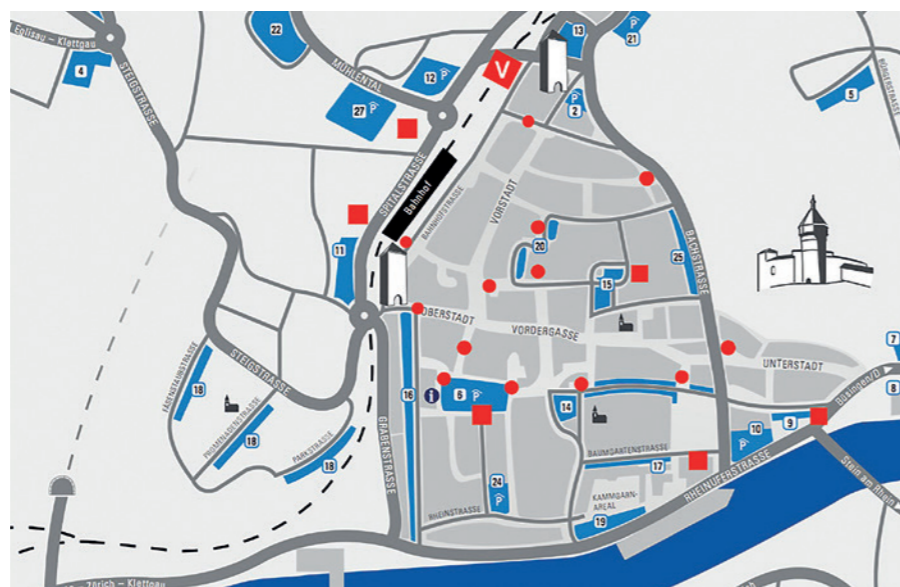 Eglisau – Klettgau
4
STEIGSTRASSE
22
MÜHLENTAL
12 P
27 P
V
13
P
21
P
2
5
BÜRGERSTRASSE
SPITALSTRASSE
Bahnhof
BAHNHOFSTRASSE
VORSTADT
11
20
15
25
BACHSTRASSE
OBERSTADT
VORDERGASSE
UNTERSTADT
7
8
Büsingen/D
STEIGSTRASSE
FÄSENSTAUBSTRASSE
18
PROMENADENSTRASSE
18
PARKSTRASSE
18
16
GRABENSTRASSE
i
6 P
14
10
P
9
BAUMGARTENSTRASSE
17
24
P
RHEINSTRASSE
KAMMGARN-
AREAL
19
RHEINUFERSTRASSE
Stein am Rhein
Zürich – Klettgau